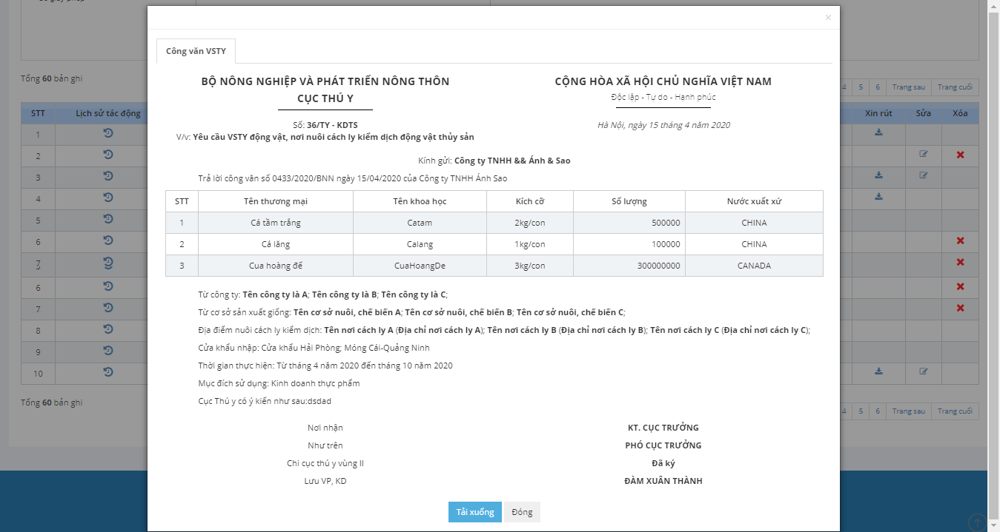 Công văn VSTY
BỘ NÔNG NGHIỆP VÀ PHÁT TRIỂN NÔNG THÔN
CỤC THÚ Y
CỘNG HÒA XÃ HỘI CHỦ NGHĨA VIỆT NAM
Độc lập - Tự do - Hạnh phúc
Số: 36/TY - KDTS
V/v: Yêu cầu VSTY động vật, nơi nuôi cách ly kiểm dịch động vật thủy sản
Hà Nội, ngày 15 tháng 4 năm 2020
Kính gửi: Công ty TNHH && Ánh & Sao
Trả lời công văn số 0433/2020/BNN ngày 15/04/2020 của Công ty TNHH Ánh Sao
STT Tên thương mại Tên khoa học Kích cỡ Số lượng Nước xuất xứ
1 Cá tầm trắng Catam 2kg/con 500000 CHINA
2 Cá lăng Calang 1kg/con 100000 CHINA
3 Cua hoàng đế CuaHoangDe 3kg/con 300000000 CANADA
Từ công ty: Tên công ty là A; Tên công ty là B; Tên công ty là C;
Từ cơ sở sản xuất giống: Tên cơ sở nuôi, chế biến A; Tên cơ sở nuôi, chế biến B; Tên cơ sở nuôi, chế biến C;
Địa điểm nuôi cách ly kiểm dịch: Tên nơi cách ly A (Địa chỉ nơi cách ly A); Tên nơi cách ly B (Địa chỉ nơi cách ly B); Tên nơi cách ly C (Địa chỉ nơi cách ly C);
Cửa khẩu nhập: Cửa khẩu Hải Phòng; Móng Cái-Quảng Ninh
Thời gian thực hiện: Từ tháng 4 năm 2020 đến tháng 10 năm 2020
Mục đích sử dụng: Kinh doanh thực phẩm
Cục Thú y có ý kiến như sau:dsdad
Nơi nhận
Như trên
Chi cục thú y vùng II
Lưu VP, KD
KT. CỤC TRƯỞNG
PHÓ CỤC TRƯỞNG
Đã ký
ĐÀM XUÂN THÀNH
Tải xuống Đóng
Tổng 60 bản ghi
4 5 6 Trang sau Trang cuối
STT Lịch sử tác động Xin rút Sửa Xóa
1
2
3
4
5
6
7
6
7
8
9
10
Tổng 60 bản ghi
4 5 6 Trang sau Trang cuối